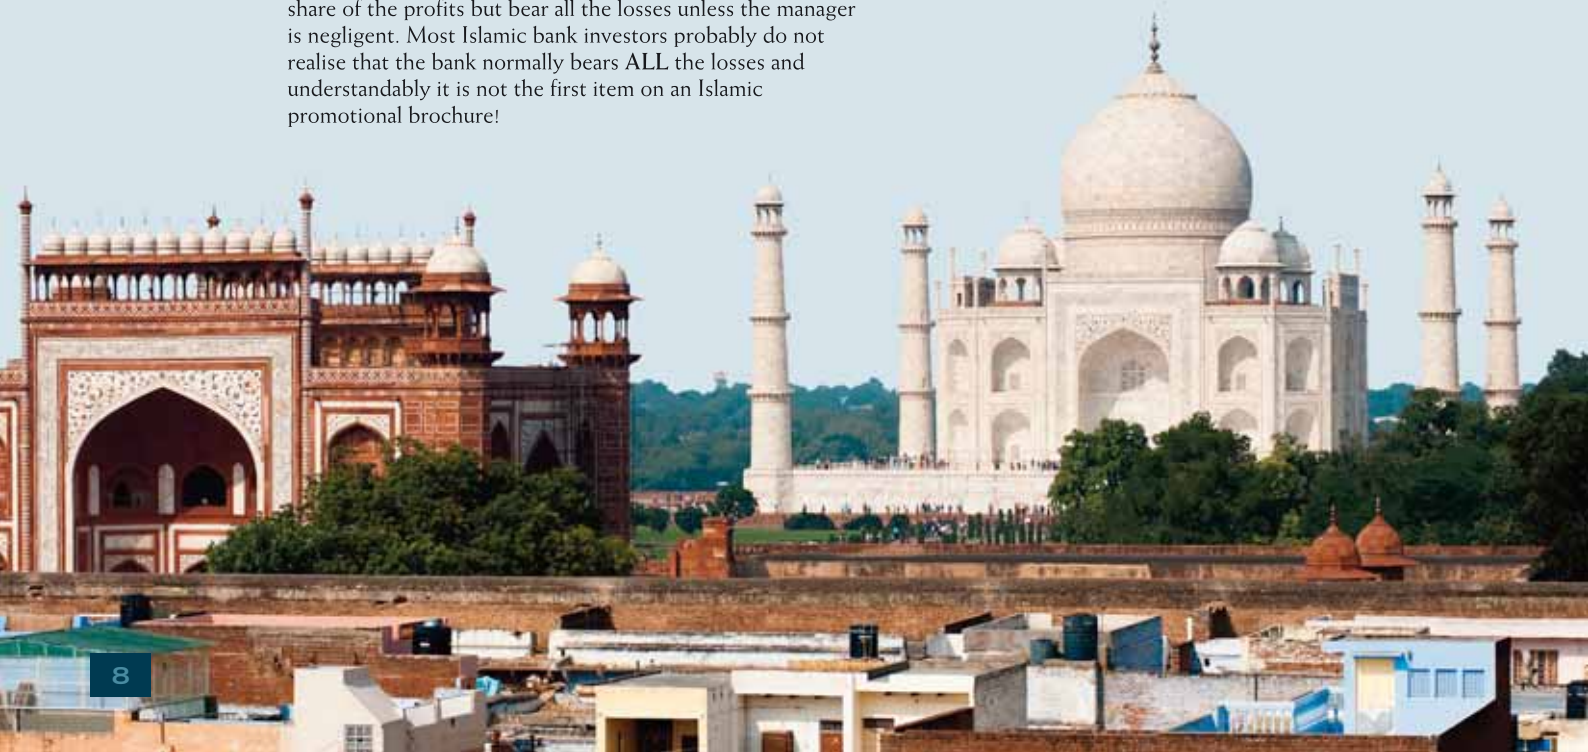 share of the profits but bear all the losses unless the manager
is negligent. Most Islamic bank investors probably do not
realise that the bank normally bears ALL the losses and
understandably it is not the first item on an Islamic
promotional brochure!
8